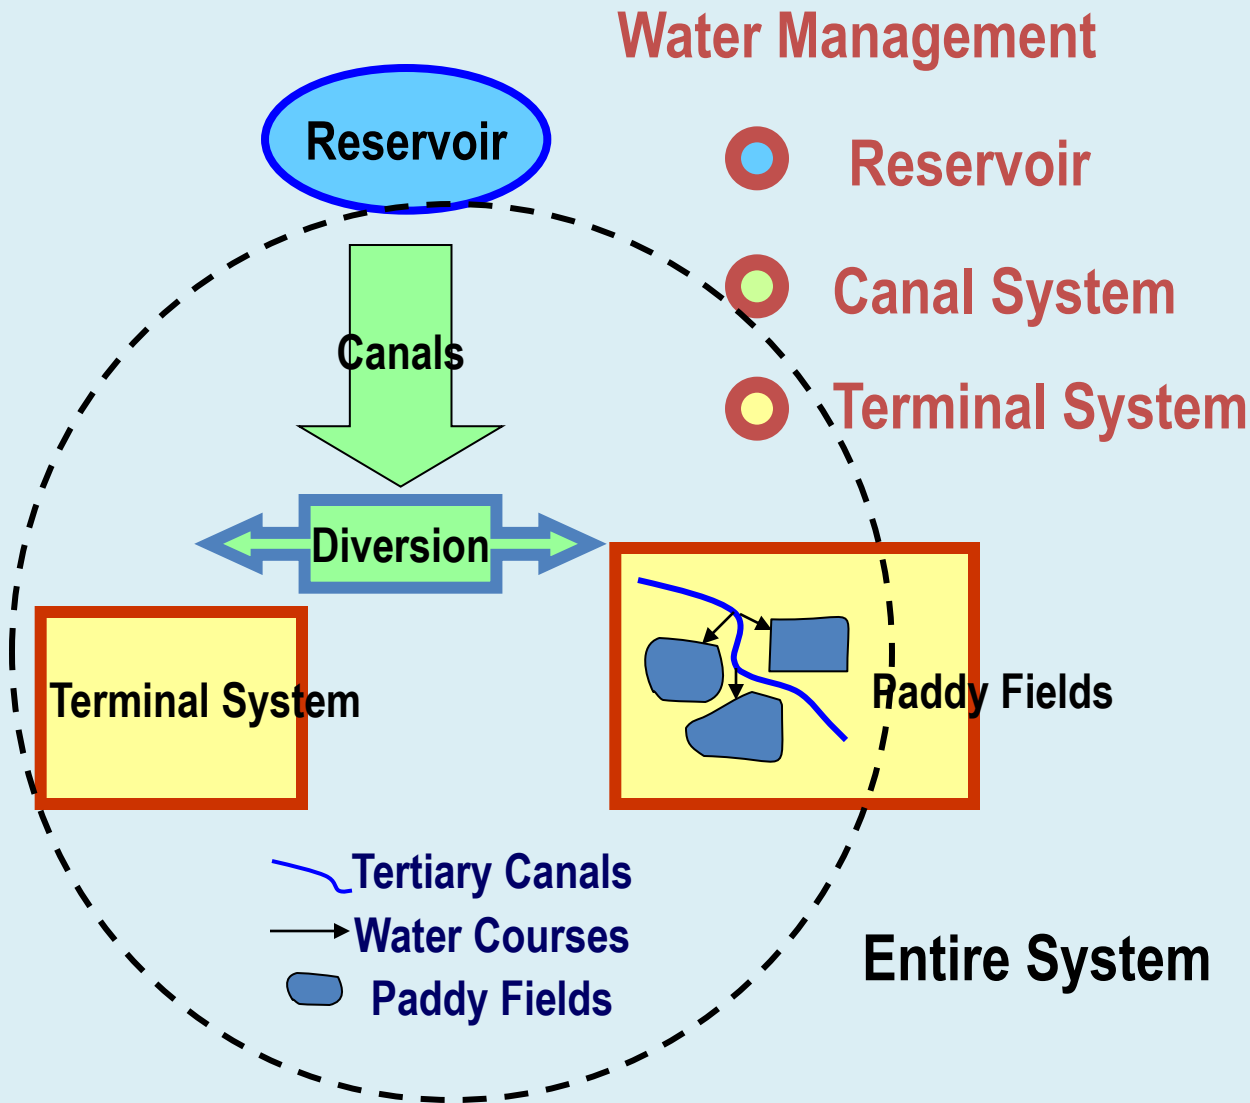 Water Management
Reservoir
Reservoir
Canal System
Canals
Terminal System
Diversion
Terminal System
Paddy Fields
Tertiary Canals
Water Courses
Paddy Fields
Entire System